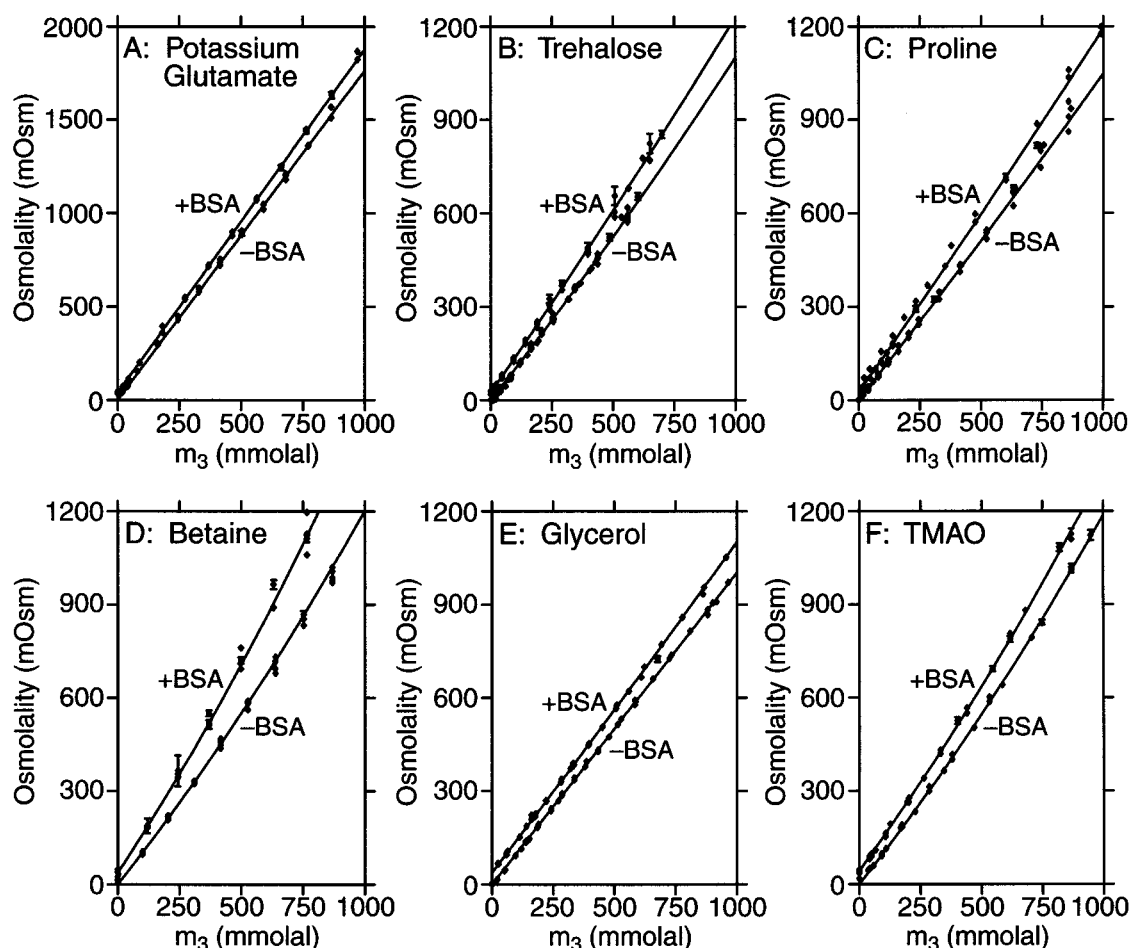 A: Potassium Glutamate
Osmolality (mOsm)
2000
1500
1000
500
0
+BSA
–BSA
0 250 500 750 1000
m3 (mmolal)
B: Trehalose
Osmolality (mOsm)
1200
900
600
300
0
+BSA
–BSA
0 250 500 750 1000
m3 (mmolal)
C: Proline
Osmolality (mOsm)
1200
900
600
300
0
+BSA
–BSA
0 250 500 750 1000
m3 (mmolal)
D: Betaine
Osmolality (mOsm)
1200
900
600
300
0
+BSA
–BSA
0 250 500 750 1000
m3 (mmolal)
E: Glycerol
Osmolality (mOsm)
1200
900
600
300
0
+BSA
–BSA
0 250 500 750 1000
m3 (mmolal)
F: TMAO
Osmolality (mOsm)
1200
900
600
300
0
+BSA
–BSA
0 250 500 750 1000
m3 (mmolal)